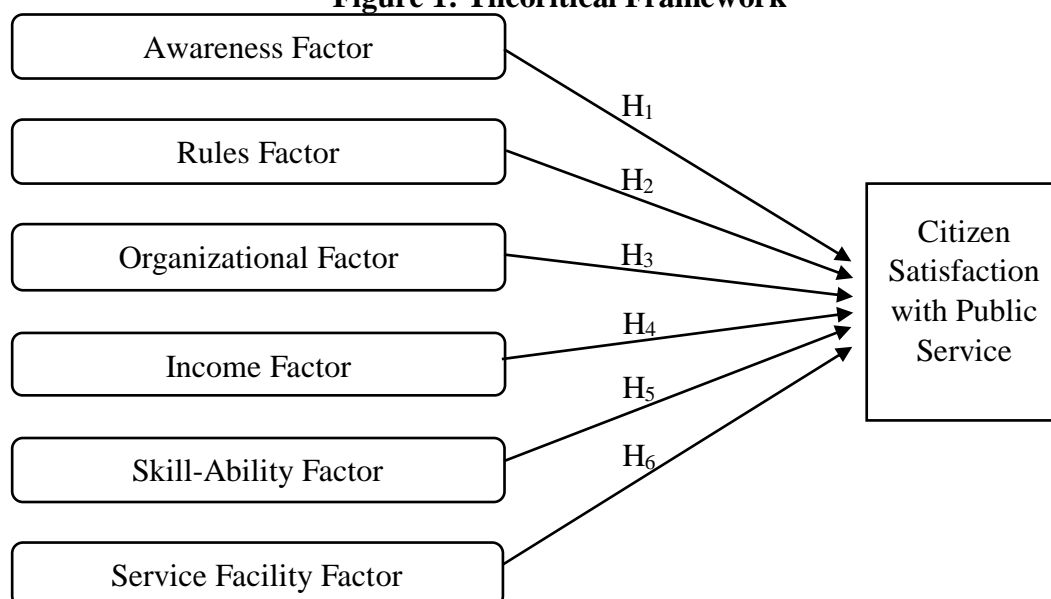 Figure 1: Theoritical Framework
Awareness Factor
H1
Rules Factor
H2
Organizational Factor
H3
Income Factor
H4
Skill-Ability Factor
H5
Service Facility Factor
H6
Citizen
Satisfaction
with Public
Service